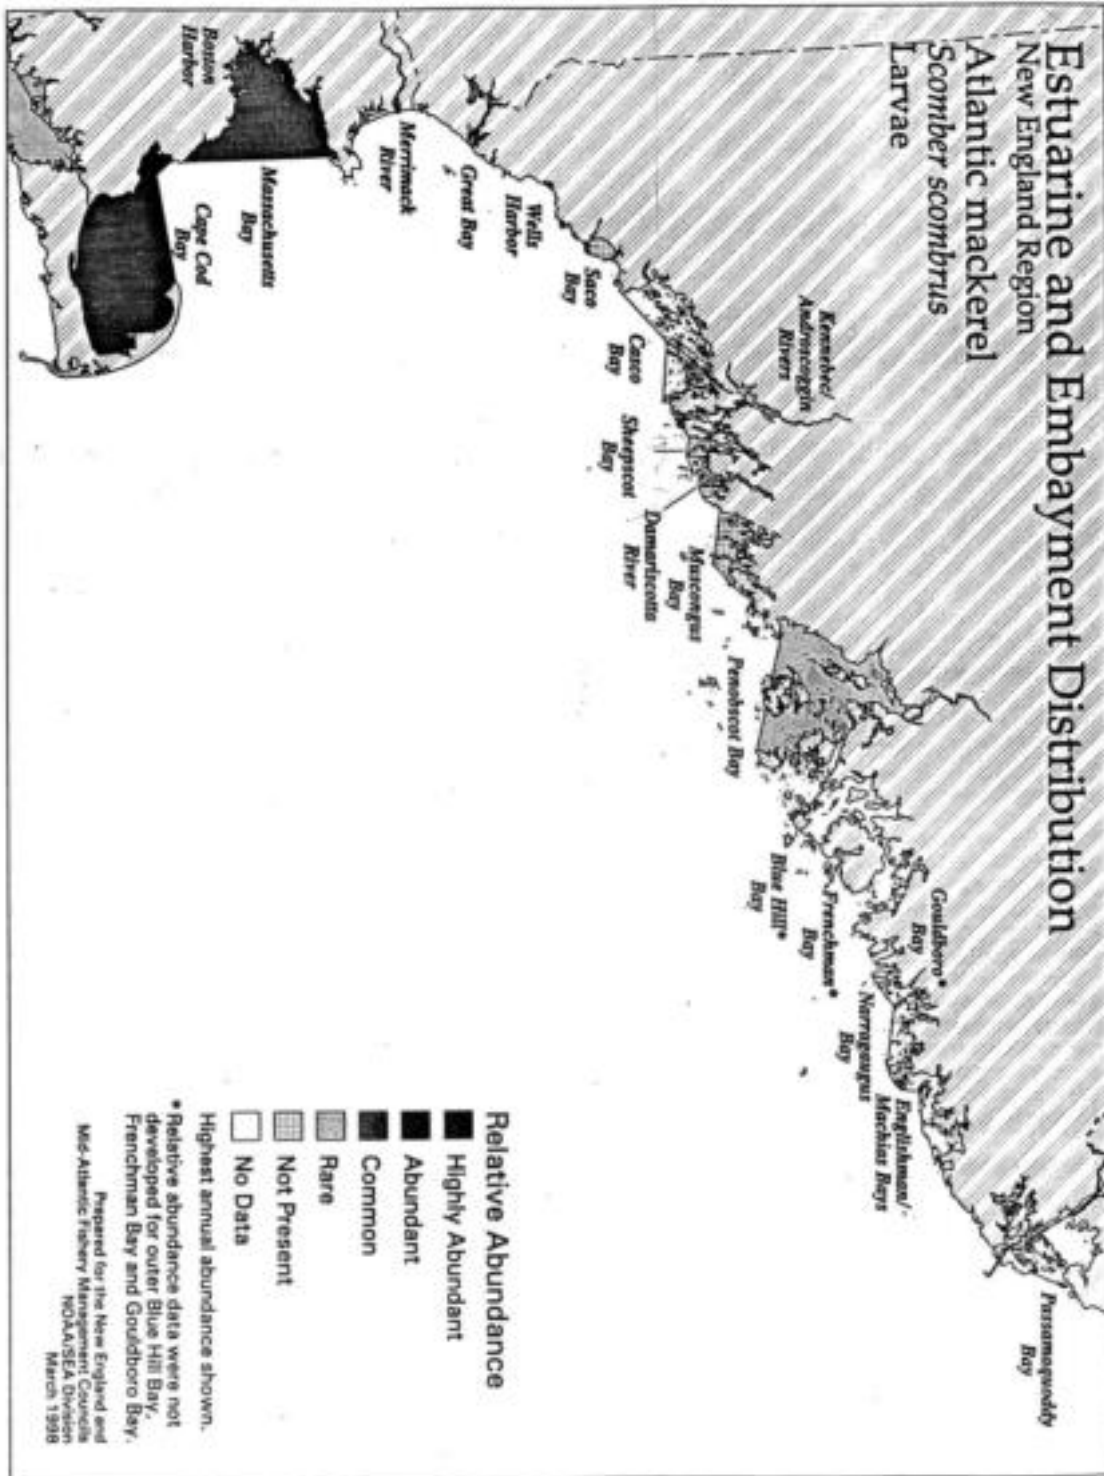 Estuarine and Embayment Distribution
New England Region
Atlantic mackerel
Scomber scombrus
Larvae
Passamaquoddy
Bay
Englishman/
Machias Bays
Narraguagus
Bay
Gouldboro*
Bay
Frenchman*
Bay
Blue Hill*
Bay
Penobscot Bay
Muscongus
Bay
Damariscotta
River
Sheepscot
Bay
Kennebec/
Androscoggin
Rivers
Casco
Bay
Saco
Bay
Wells
Harbor
Great Bay
Merrimack
River
Massachusetts
Bay
Boston
Harbor
Cape Cod
Bay
Relative Abundance
Highly Abundant
Abundant
Common
Rare
Not Present
No Data
Highest annual abundance shown.
* Relative abundance data were not
developed for outer Blue Hill Bay,
Frenchman Bay and Gouldboro Bay.
Prepared for the New England and
Mid-Atlantic Fishery Management Councils
NOAA/SEA Division
March 1998